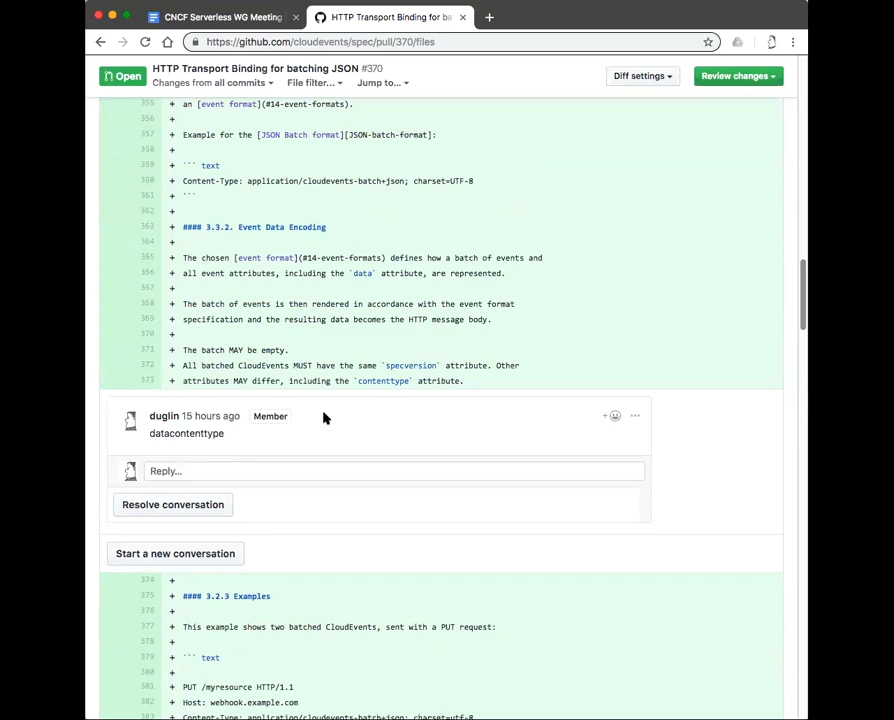 CNCF Serverless WG Meeting
HTTP Transport Binding for ba
https://github.com/cloudevents/spec/pull/370/files
Open
HTTP Transport Binding for batching JSON #370
Changes from all commits
File filter...
Jump to...
Diff settings
Review changes
355 + an [event format](#14-event-formats).
356 +
357 + Example for the [JSON Batch format][JSON-batch-format]:
358 +
359 + ``` text
360 + Content-Type: application/cloudevents-batch+json; charset=UTF-8
361 + ```
362 +
363 + #### 3.3.2. Event Data Encoding
364 +
365 + The chosen [event format](#14-event-formats) defines how a batch of events and
366 + all event attributes, including the `data` attribute, are represented.
367 +
368 + The batch of events is then rendered in accordance with the event format
369 + specification and the resulting data becomes the HTTP message body.
370 +
371 + The batch MAY be empty.
372 + All batched CloudEvents MUST have the same `specversion` attribute. Other
373 + attributes MAY differ, including the `contenttype` attribute.
duglin 15 hours ago Member
datacontenttype
Reply...
Resolve conversation
Start a new conversation
374 +
375 + #### 3.2.3 Examples
376 +
377 + This example shows two batched CloudEvents, sent with a PUT request:
378 +
379 + ``` text
380 +
381 + PUT /myresource HTTP/1.1
382 + Host: webhook.example.com
383 + Content-Type: application/cloudevents-batch+json; charset=utf-8